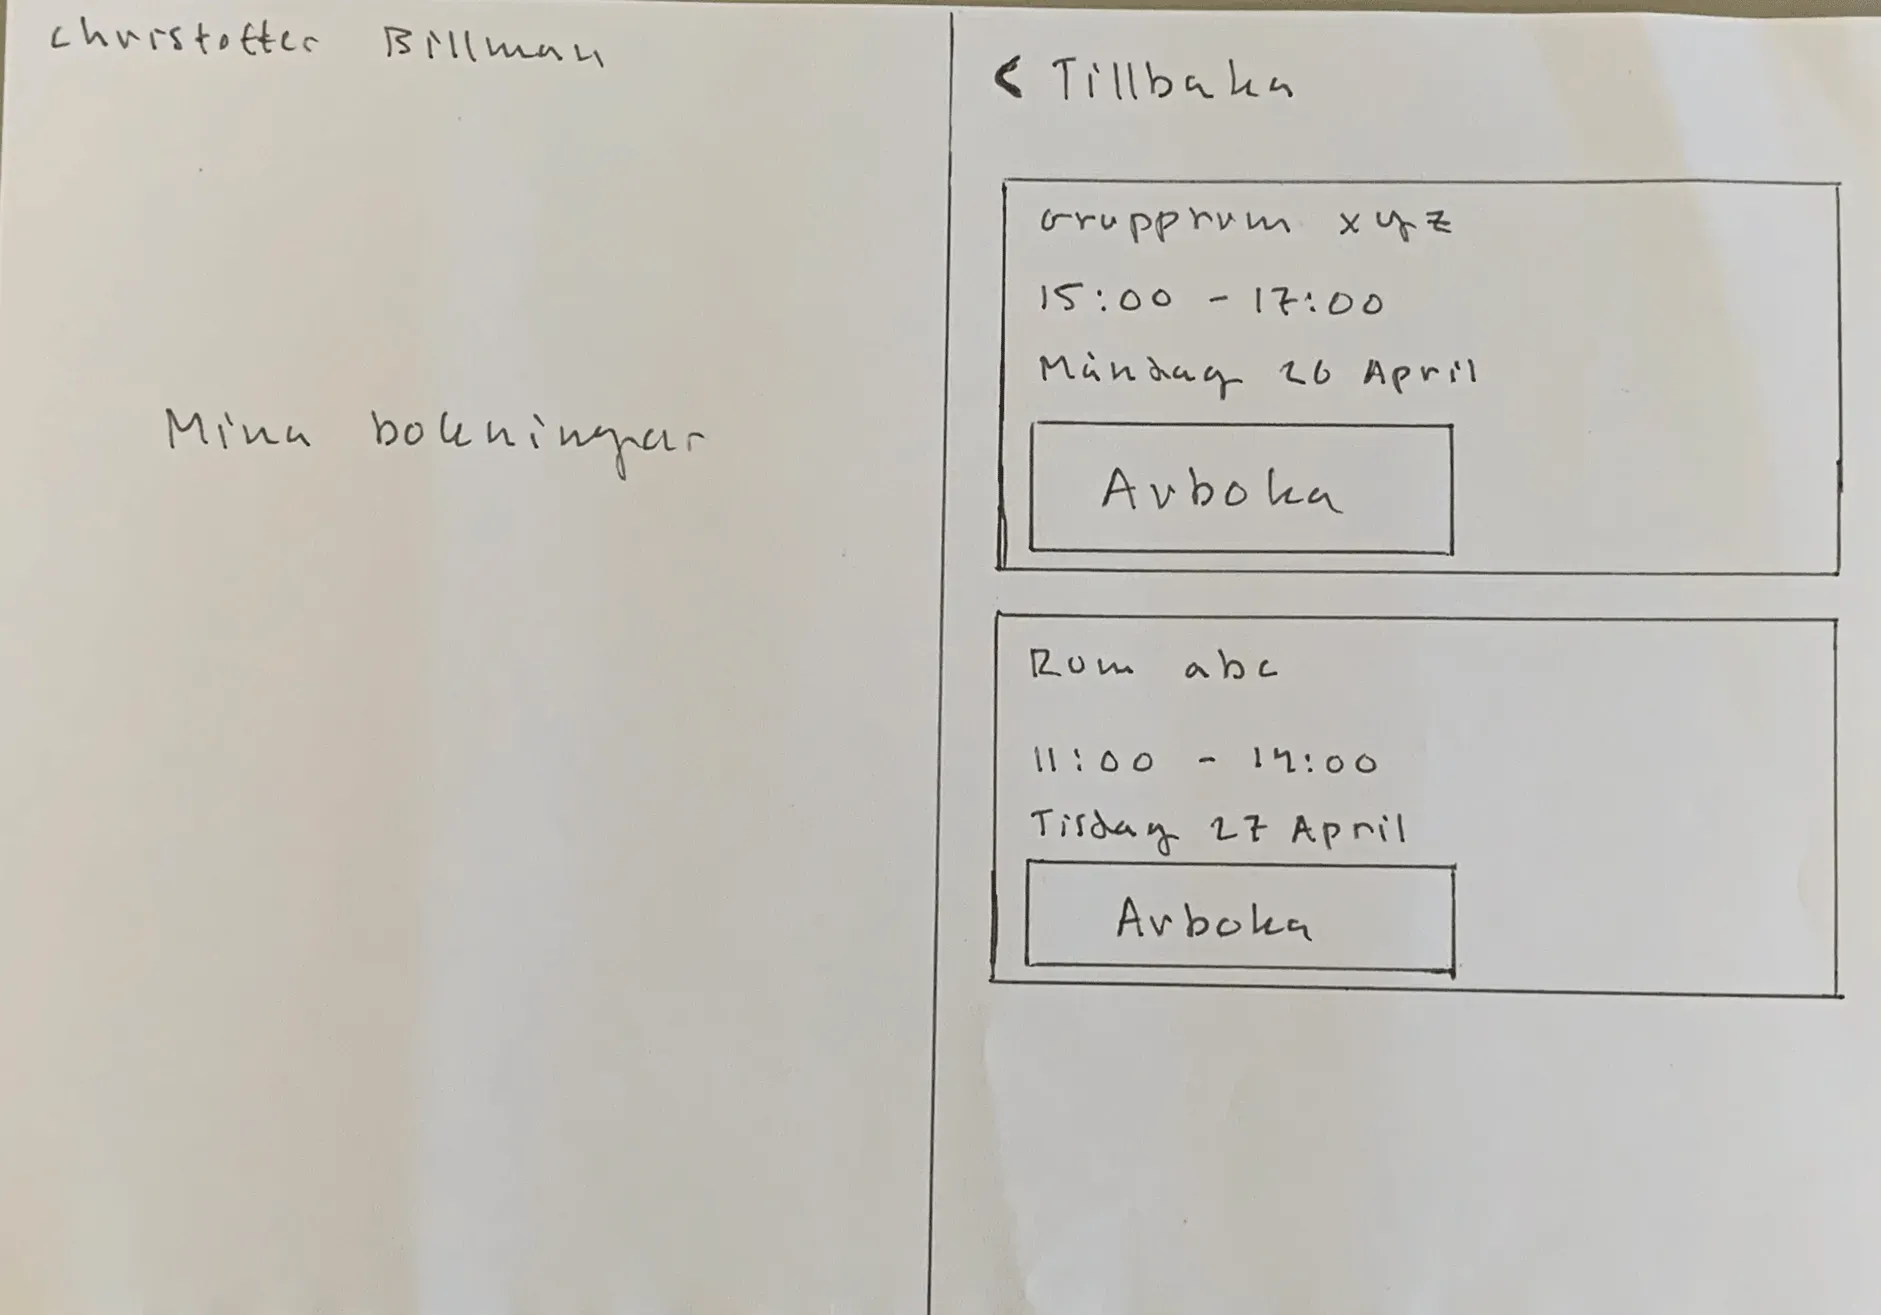 Christoffer Billman
Mina bokningar
< Tillbaka
Grupprum xyz
15:00 - 17:00
Måndag 26 April
Avboka
Rum abc
11:00 - 14:00
Tisdag 27 April
Avboka